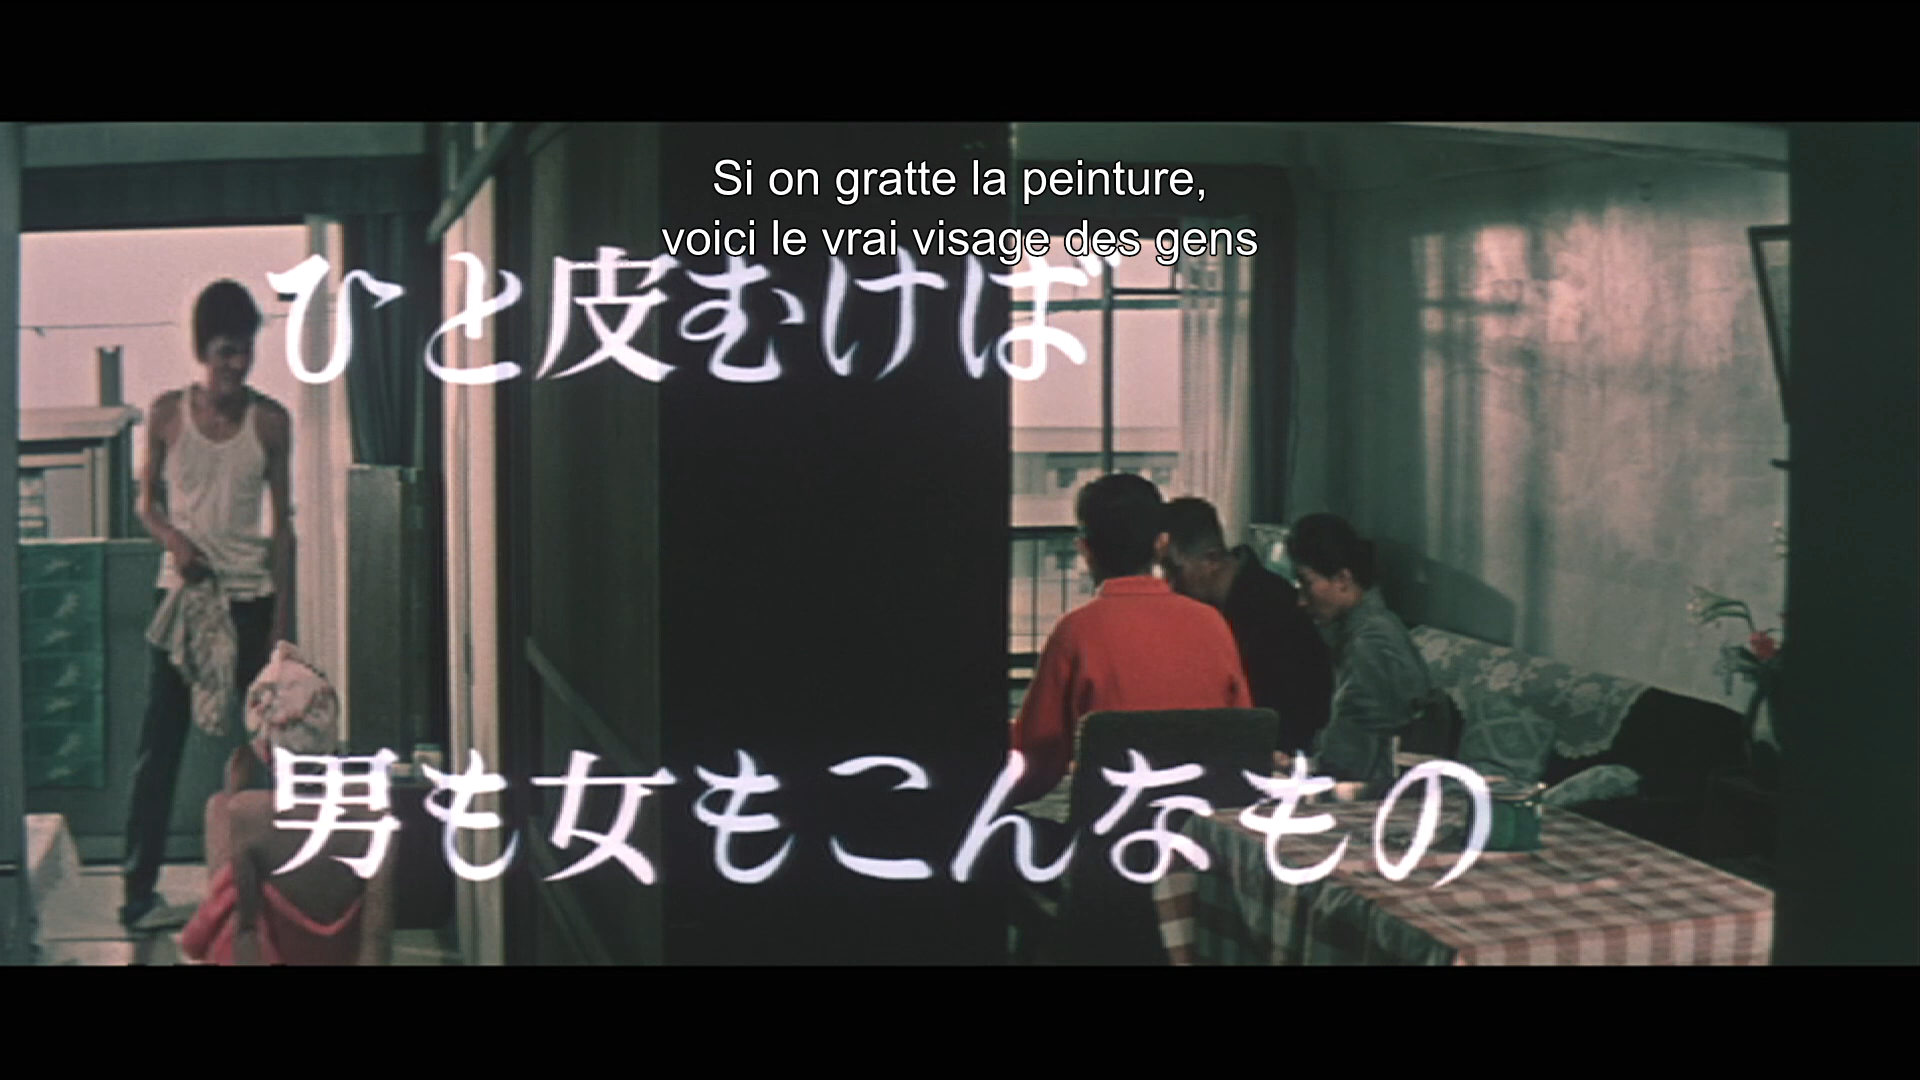 Si on gratte la peinture,
voici le vrai visage des gens
ひと皮むけば
男も女もこんなもの